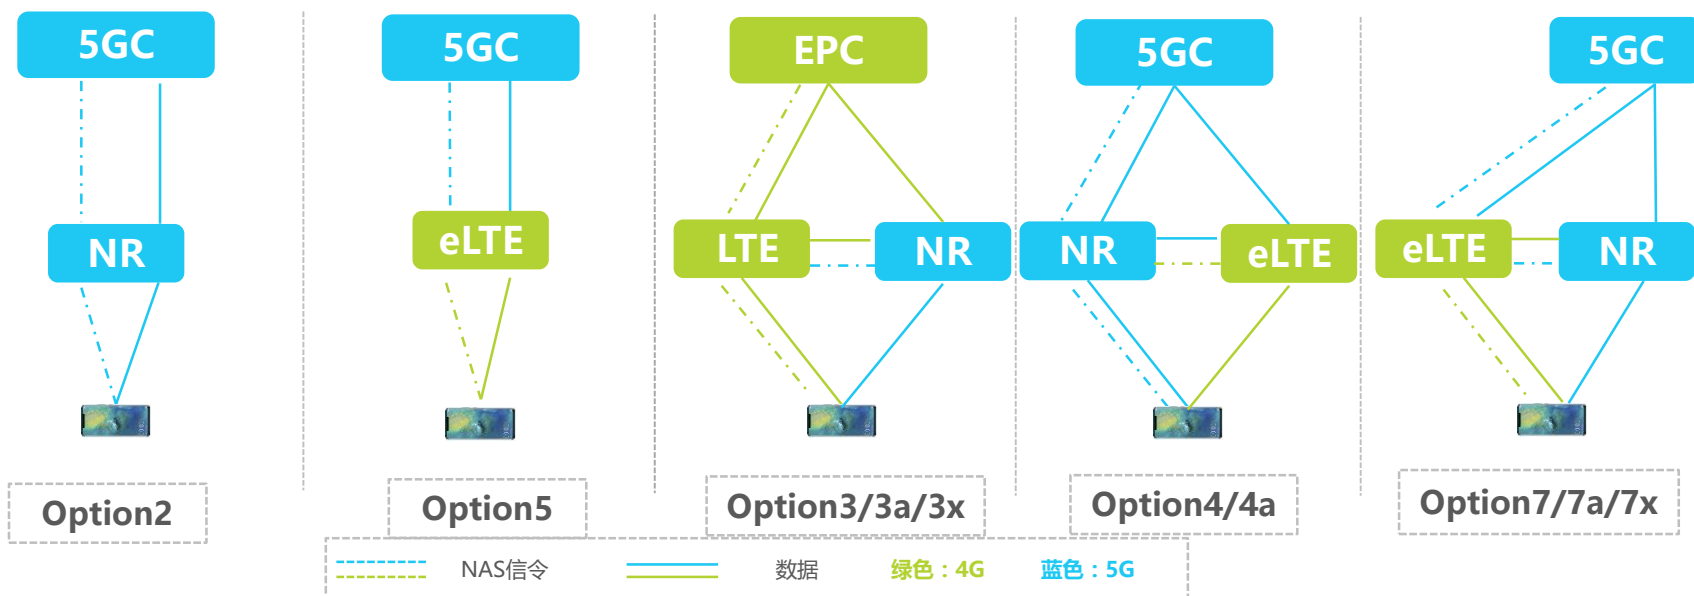 5GC
NR
Option2
5GC
eLTE
Option5
EPC
LTE
NR
Option3/3a/3x
5GC
NR
eLTE
Option4/4a
5GC
eLTE
NR
Option7/7a/7x
NAS信令
数据
绿色：4G
蓝色：5G